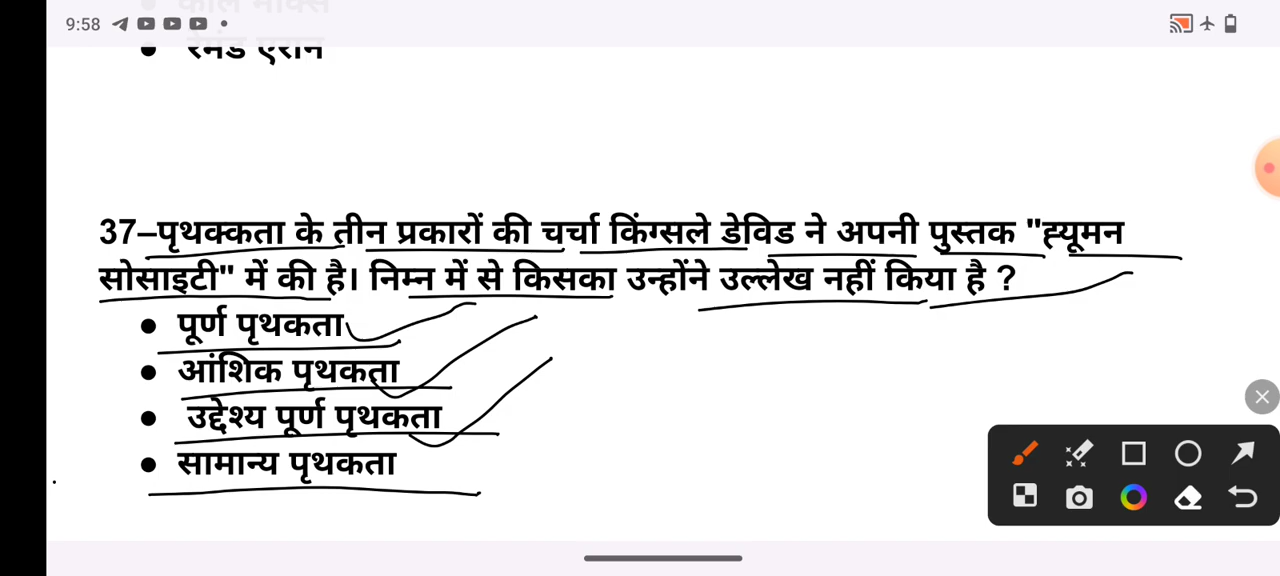 काल मार्क्स
9:58
• रेमंड एरान
37–पृथक्कता के तीन प्रकारों की चर्चा किंग्सले डेविड ने अपनी पुस्तक "ह्यूमन
सोसाइटी" में की है। निम्न में से किसका उन्होंने उल्लेख नहीं किया है ?
• पूर्ण पृथकता
• आंशिक पृथकता
• उद्देश्य पूर्ण पृथकता
• सामान्य पृथकता